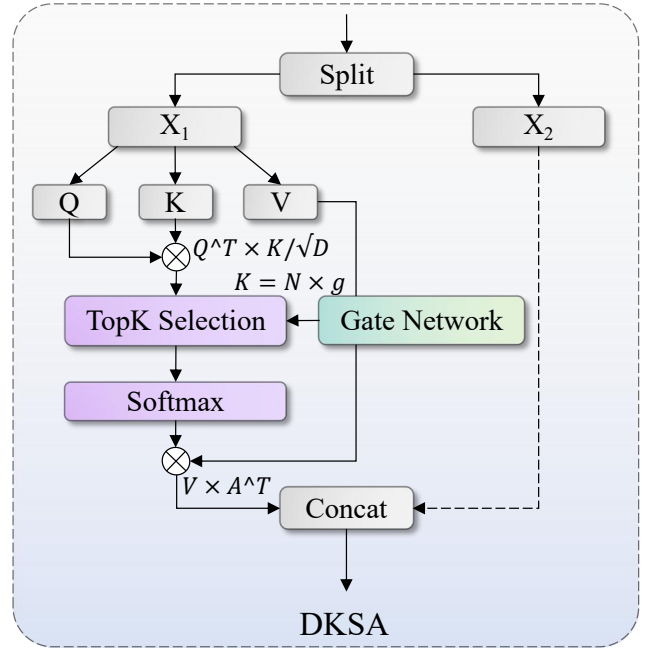 Split
X₁
X₂
Q
K
V
Q^T × K/√D
K = N × g
TopK Selection
Gate Network
Softmax
V × A^T
Concat
DKSA